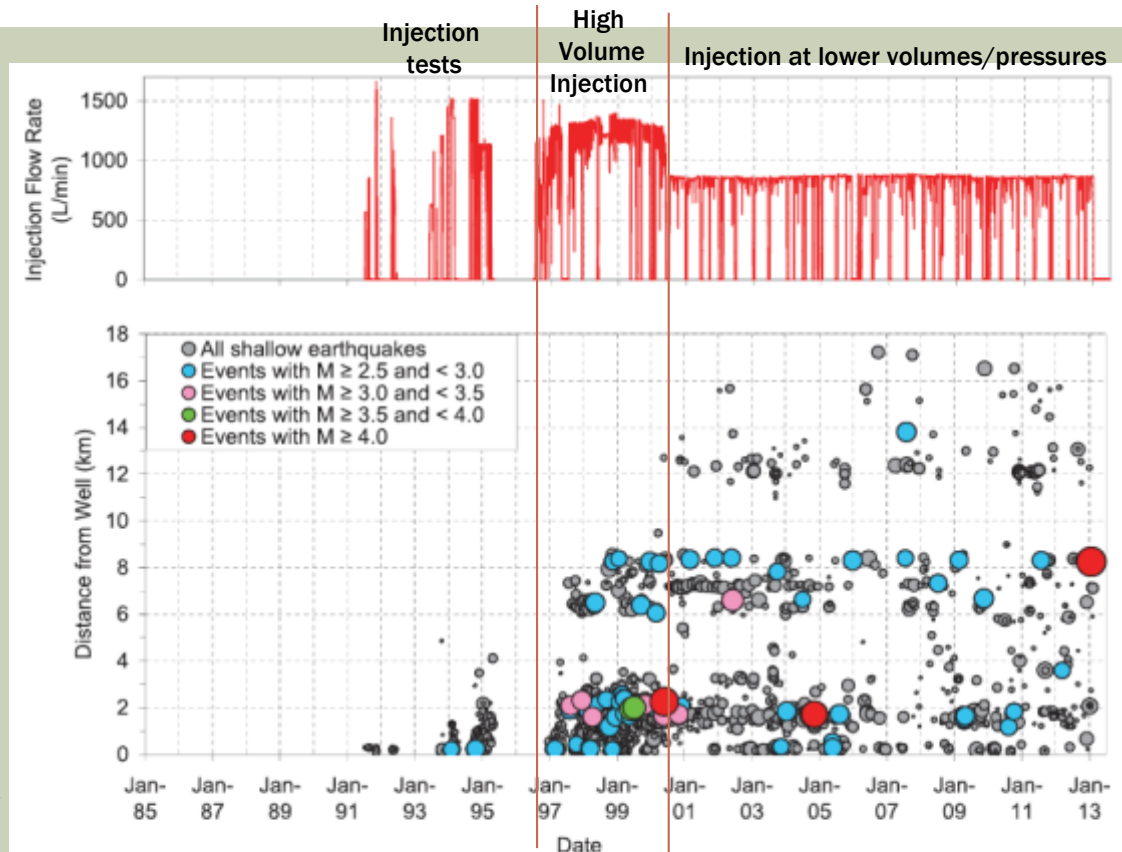 Injection
tests
High
Volume
Injection
Injection at lower volumes/pressures
Injection Flow Rate
(L/min)
1500
1000
500
0
Distance from Well (km)
18
16
14
12
10
8
6
4
2
0
All shallow earthquakes
Events with M ≥ 2.5 and < 3.0
Events with M ≥ 3.0 and < 3.5
Events with M ≥ 3.5 and < 4.0
Events with M ≥ 4.0
Jan- Jan- Jan- Jan- Jan- Jan- Jan- Jan- Jan- Jan- Jan- Jan- Jan- Jan- Jan-
85 87 89 91 93 95 97 99 01 03 05 07 09 11 13
Date